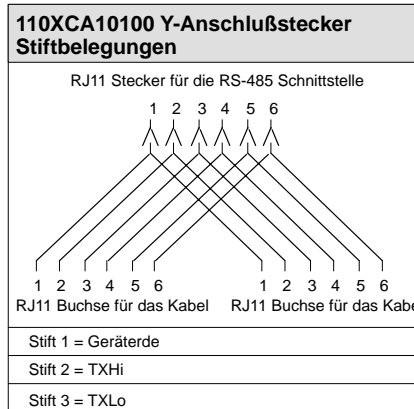 110XCA10100 Y-Anschlußstecker
Stiftbelegungen
RJ11 Stecker für die RS-485 Schnittstelle
1 2 3 4 5 6
1 2 3 4 5 6 1 2 3 4 5 6
RJ11 Buchse für das Kabel RJ11 Buchse für das Kabe
Stift 1 = Geräterde
Stift 2 = TXHi
Stift 3 = TXLo